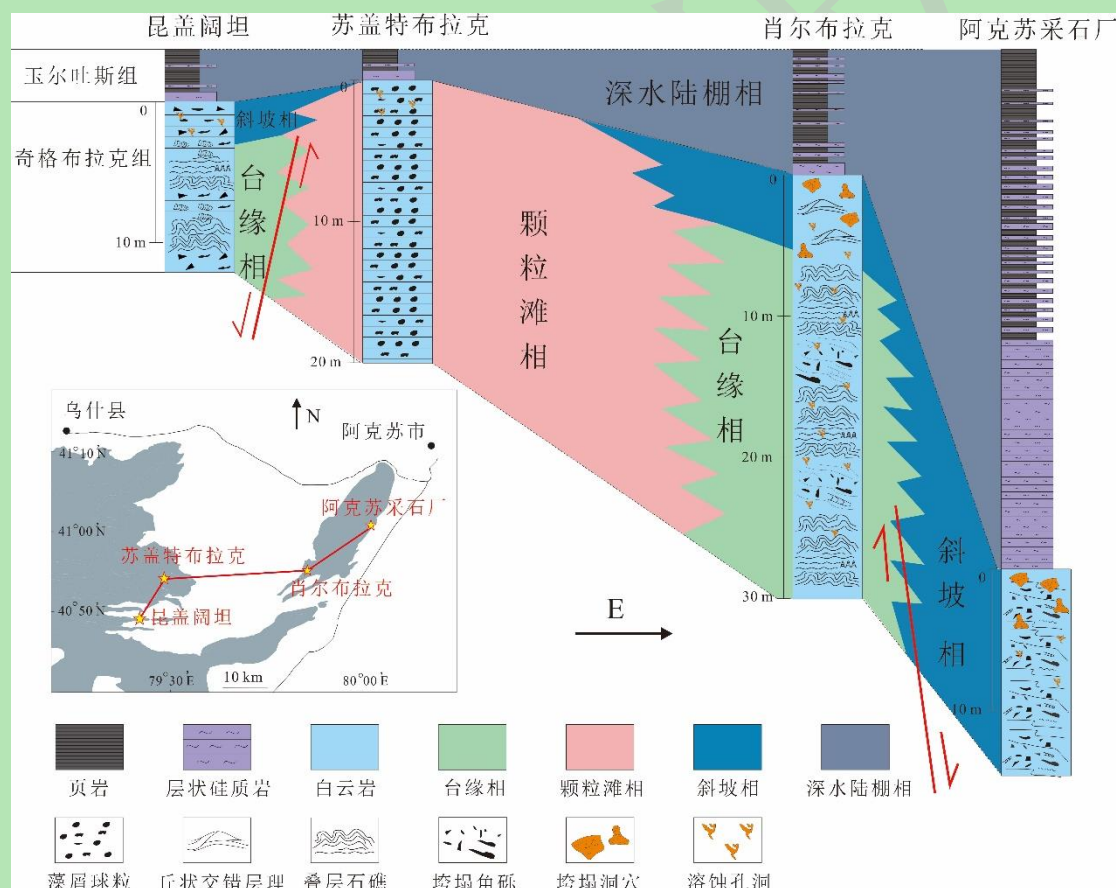 昆盖阔坦
苏盖特布拉克
肖尔布拉克
阿克苏采石厂
玉尔吐斯组
奇格布拉克组
0
10 m
斜坡相
台缘相
0
10 m
20 m
颗粒滩相
深水陆棚相
台缘相
0
10 m
20 m
30 m
斜坡相
0
10 m
乌什县
N
阿克苏市
41°10′
41°00′N
40°50′N
阿克苏采石厂
苏盖特布拉克
肖尔布拉克
昆盖阔坦
79°30′E
10 km
80°00′E
E
页岩
层状硅质岩
白云岩
台缘相
颗粒滩相
斜坡相
深水陆棚相
藻屑球粒
丘状交错层理
叠层石礁
垮塌角砾
垮塌洞穴
溶蚀孔洞